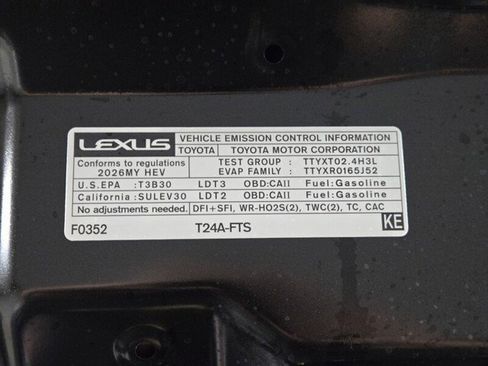 LEXUS VEHICLE EMISSION CONTROL INFORMATION
TOYOTA TOYOTA MOTOR CORPORATION
Conforms to regulations TEST GROUP : TTYXT02.4H3L
2026MY HEV EVAP FAMILY : TTYXR0165J52
U.S.EPA :T3B30 LDT3 OBD:CAII Fuel:Gasoline
California :SULEV30 LDT2 OBD:CAII Fuel:Gasoline
No adjustments needed. DFI+SFI, WR-HO2S(2), TWC(2), TC, CAC
F0352 T24A-FTS KE